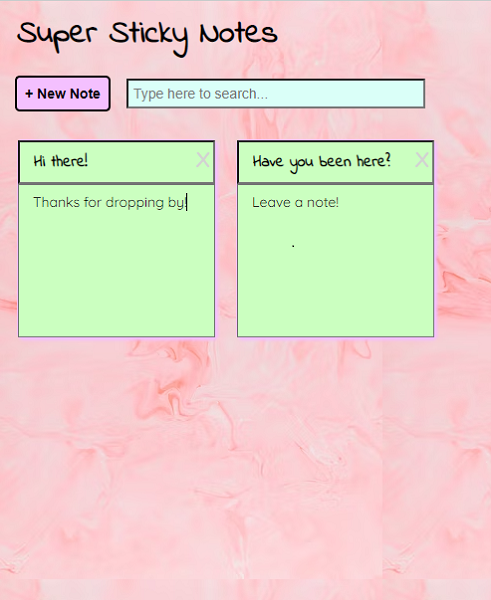 Super Sticky Notes
+ New Note
Type here to search...
Hi there! X
Have you been here? X
Thanks for dropping by!
Leave a note!
.